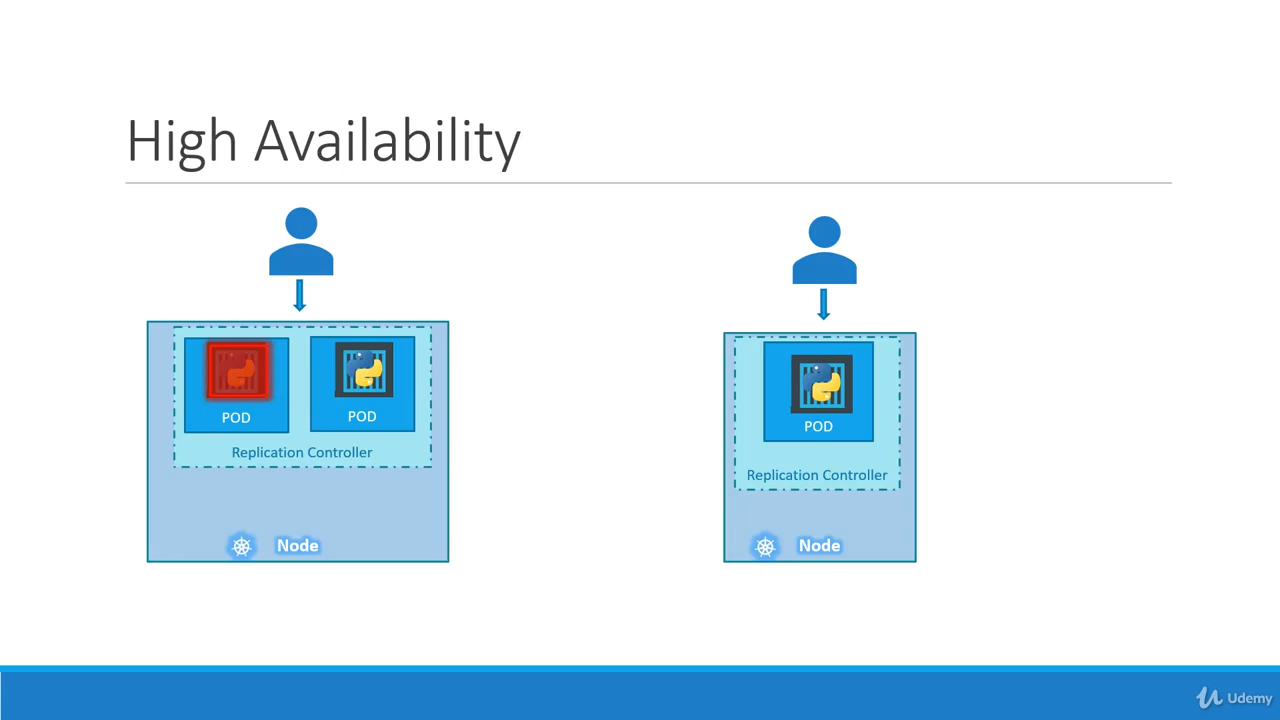 High Availability
POD
POD
Replication Controller
Node
POD
Replication Controller
Node
Udemy